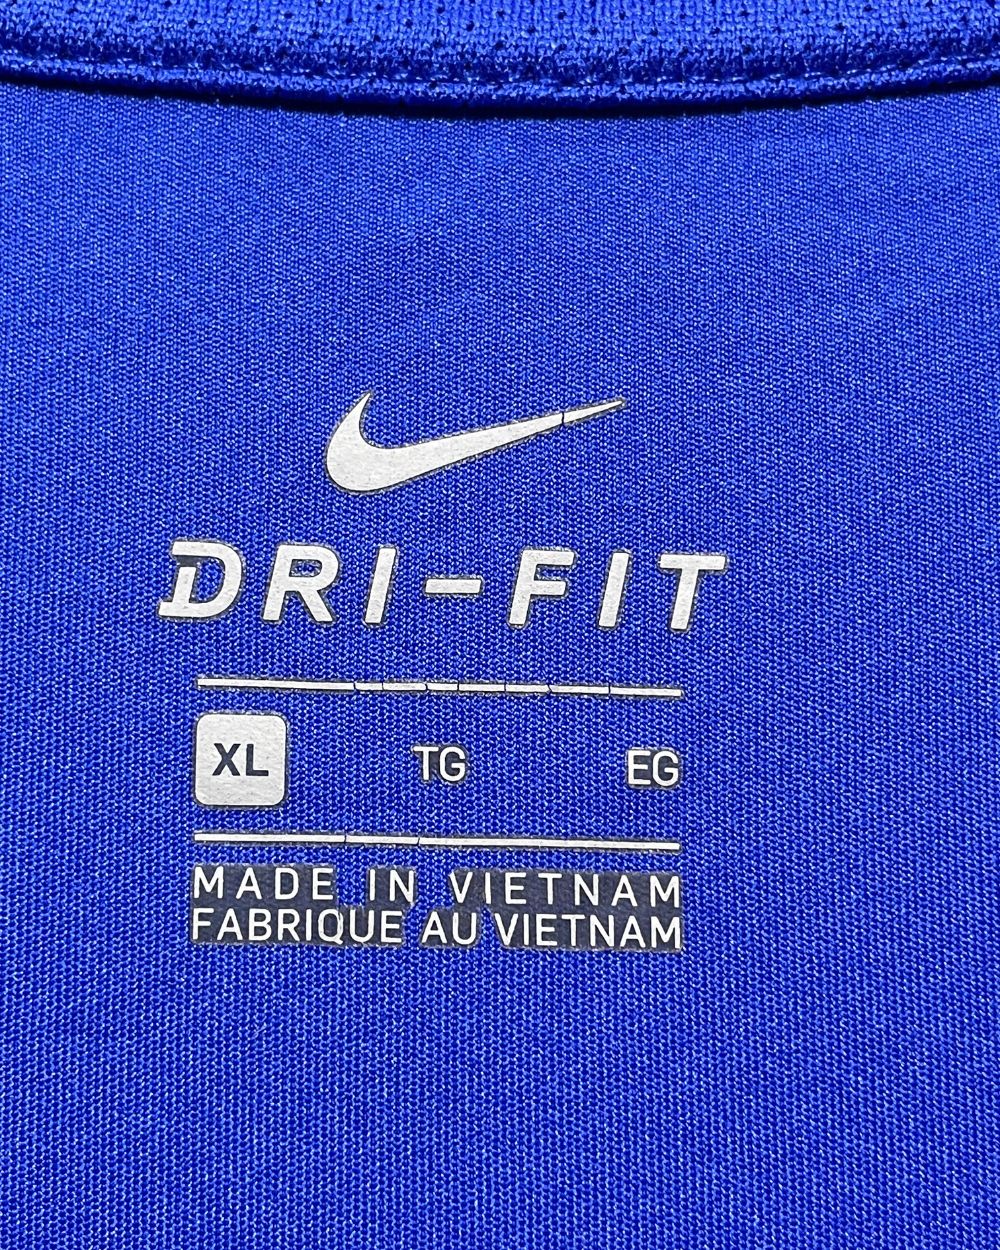 DRI-FIT
XL TG EG
MADE IN VIETNAM
FABRIQUE AU VIETNAM